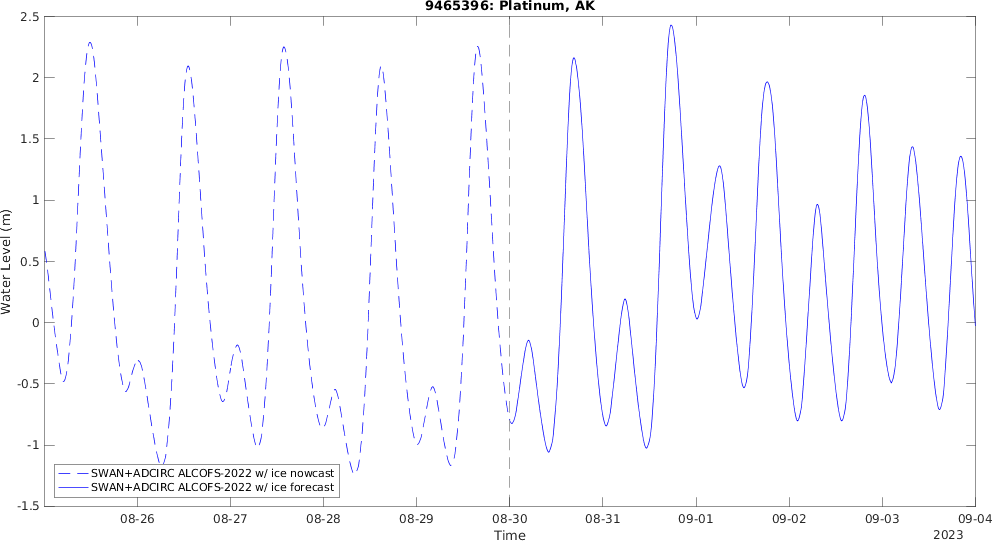 9465396: Platinum, AK
2.5
2
1.5
1
0.5
0
-0.5
-1
-1.5
Water Level (m)
SWAN+ADCIRC ALCOFS-2022 w/ ice nowcast
SWAN+ADCIRC ALCOFS-2022 w/ ice forecast
08-26 08-27 08-28 08-29 08-30 08-31 09-01 09-02 09-03 09-04
Time
2023